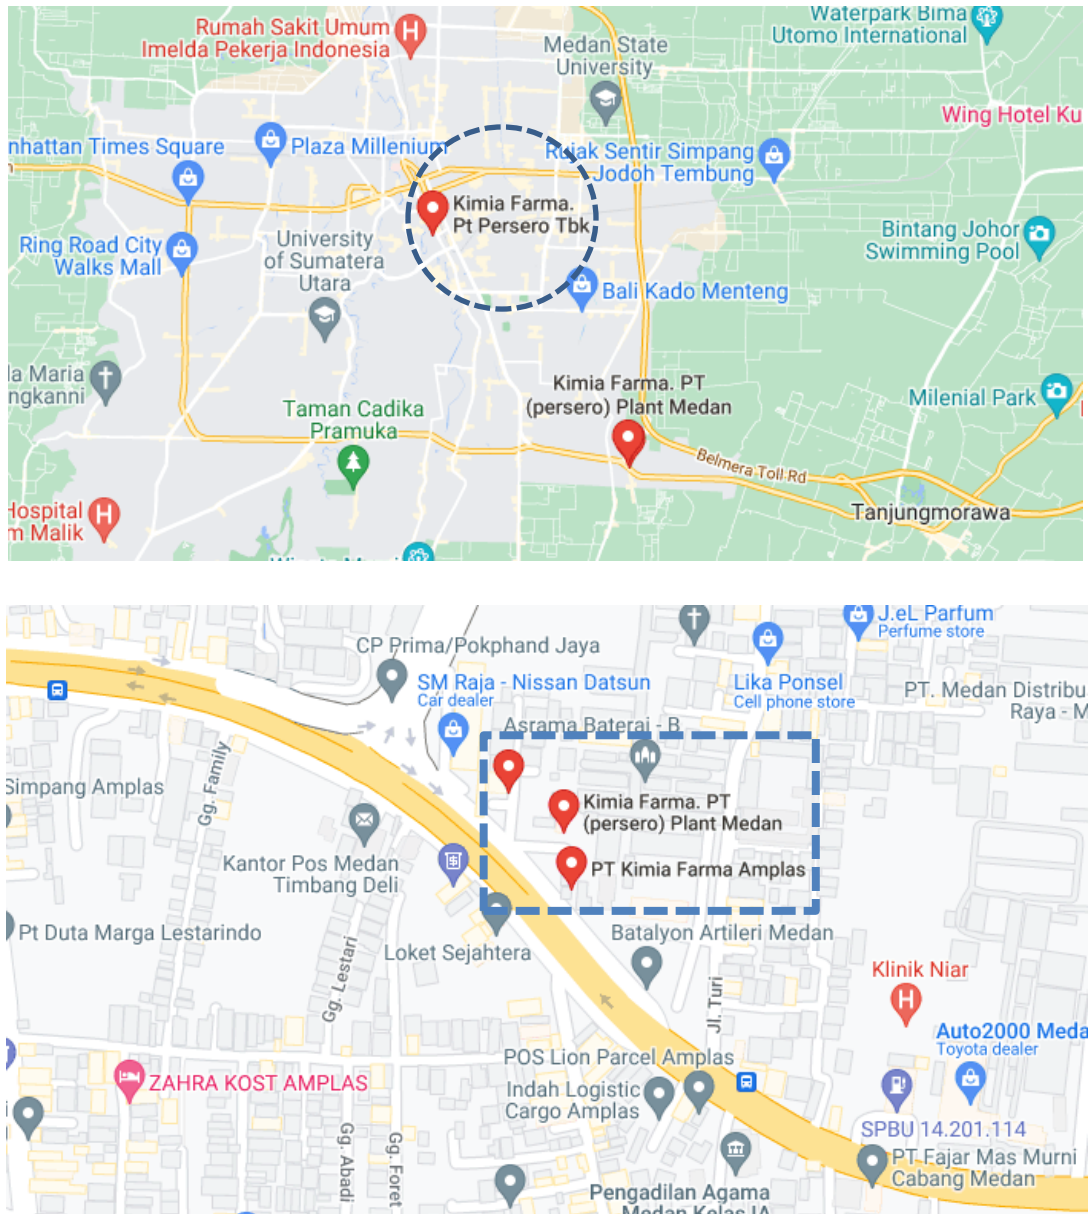 Rumah Sakit Umum
Imelda Pekerja Indonesia
Waterpark Bima
Utomo International
Medan State
University
Wing Hotel Ku
nhattan Times Square
Plaza Millenium
Rujak Sentir Simpang
Jodoh Tembung
Kimia Farma.
Pt Persero Tbk
Ring Road City
Walks Mall
University
of Sumatera
Utara
Bintang Johor
Swimming Pool
Bali Kado Menteng
la Maria
ngkanni
Kimia Farma. PT
(persero) Plant Medan
Milenial Park
Taman Cadika
Pramuka
Belmera Toll Rd
Hospital
m Malik
Tanjungmorawa
CP Prima/Pokphand Jaya
J.eL Parfum
Perfume store
SM Raja - Nissan Datsun
Car dealer
Lika Ponsel
Cell phone store
PT. Medan Distribu
Raya - M
Asrama Baterai - B
Simpang Amplas
Gg. Family
Kimia Farma. PT
(persero) Plant Medan
Kantor Pos Medan
Timbang Deli
PT Kimia Farma Amplas
Pt Duta Marga Lestarindo
Loket Sejahtera
Batalyon Artileri Medan
Gg. Lestari
Jl. Turi
Klinik Niar
Auto2000 Meda
Toyota dealer
POS Lion Parcel Amplas
ZAHRA KOST AMPLAS
Indah Logistic
Cargo Amplas
SPBU 14.201.114
Gg. Abadi
Gg. Foret
PT Fajar Mas Murni
Cabang Medan
Pengadilan Agama
Medan Kelas IA